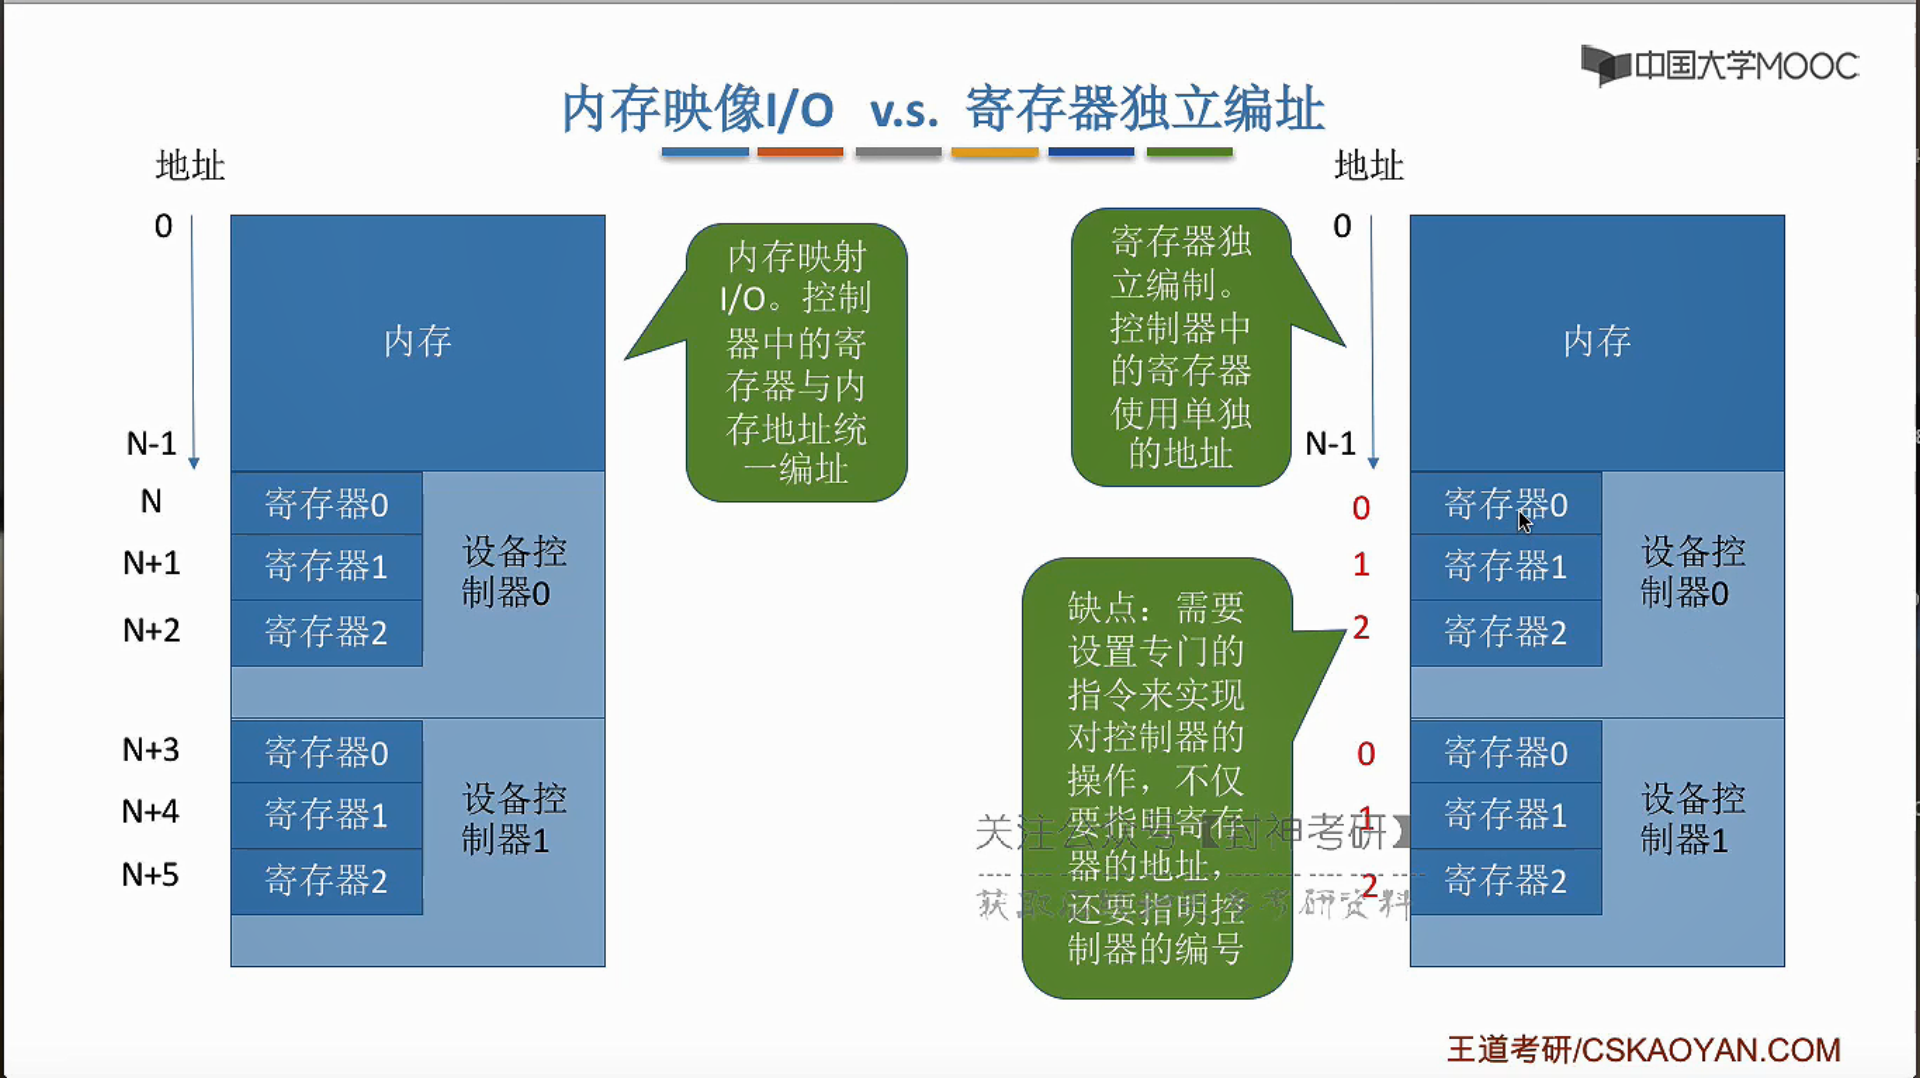 中国大学MOOC
内存映像I/O v.s. 寄存器独立编址
地址
0
N-1
N
N+1
N+2
N+3
N+4
N+5
内存
寄存器0
寄存器1
寄存器2
设备控
制器0
寄存器0
寄存器1
寄存器2
设备控
制器1
内存映射
I/O。控制
器中的寄
存器与内
存地址统
一编址
寄存器独
立编制。
控制器中
的寄存器
使用单独
的地址
缺点：需要
设置专门的
指令来实现
对控制器的
操作，不仅
要指明寄存
器的地址，
还要指明控
制器的编号
地址
0
N-1
0
1
2
0
1
2
内存
寄存器0
寄存器1
寄存器2
设备控
制器0
寄存器0
寄存器1
寄存器2
设备控
制器1
关注公众号【封神考研】
王道考研/CSKAOYAN.COM